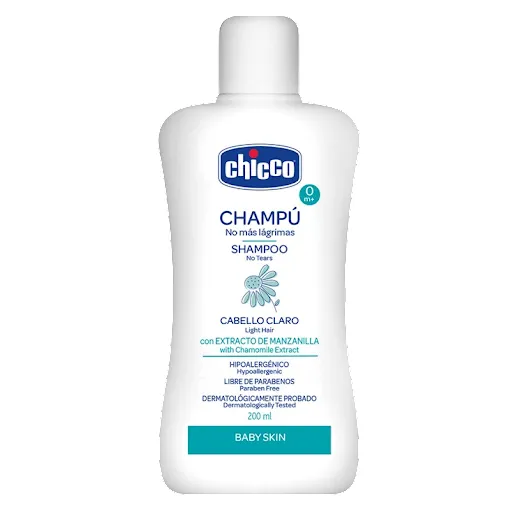 chicco
0
m+
CHAMPÚ
No más lágrimas
SHAMPOO
No Tears
CABELLO CLARO
Light Hair
con EXTRACTO DE MANZANILLA
with Chamomile Extract
HIPOALERGÉNICO
Hypoallergenic
LIBRE DE PARABENOS
Paraben Free
DERMATOLÓGICAMENTE PROBADO
Dermatologically Tested
200 ml
BABY SKIN